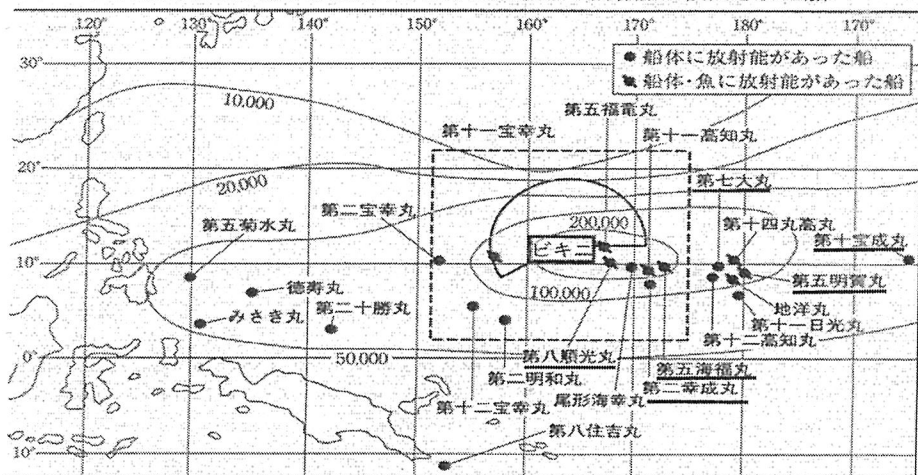 120° 130° 140° 150° 160° 170° 180° 170°
30°
20°
10°
0°
10°
● 船体に放射能があった船
船体・魚に放射能があった船
10,000
20,000
50,000
100,000
200,000
第五福竜丸
第十一宝幸丸
第十一高知丸
第七大丸
第二宝幸丸
第十四丸高丸
第五菊水丸
第十宝成丸
ビキニ
徳寿丸
第五明賀丸
みさき丸
第二十勝丸
地洋丸
第十一日光丸
第十二高知丸
第八順光丸
第五海福丸
第二明和丸
尾形海幸丸
第二幸成丸
第十二宝幸丸
第八住吉丸